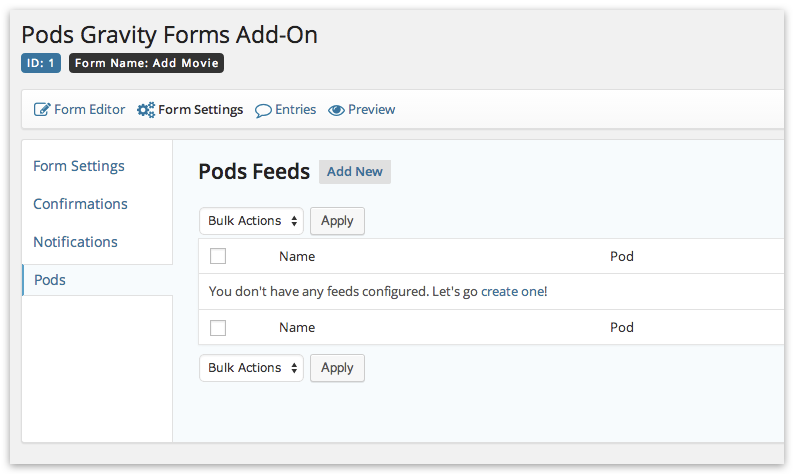 Pods Gravity Forms Add-On
ID: 1 Form Name: Add Movie
Form Editor Form Settings Entries Preview
Form Settings
Confirmations
Notifications
Pods
Pods Feeds Add New
Bulk Actions Apply
Name Pod
You don't have any feeds configured. Let's go create one!
Name Pod
Bulk Actions Apply